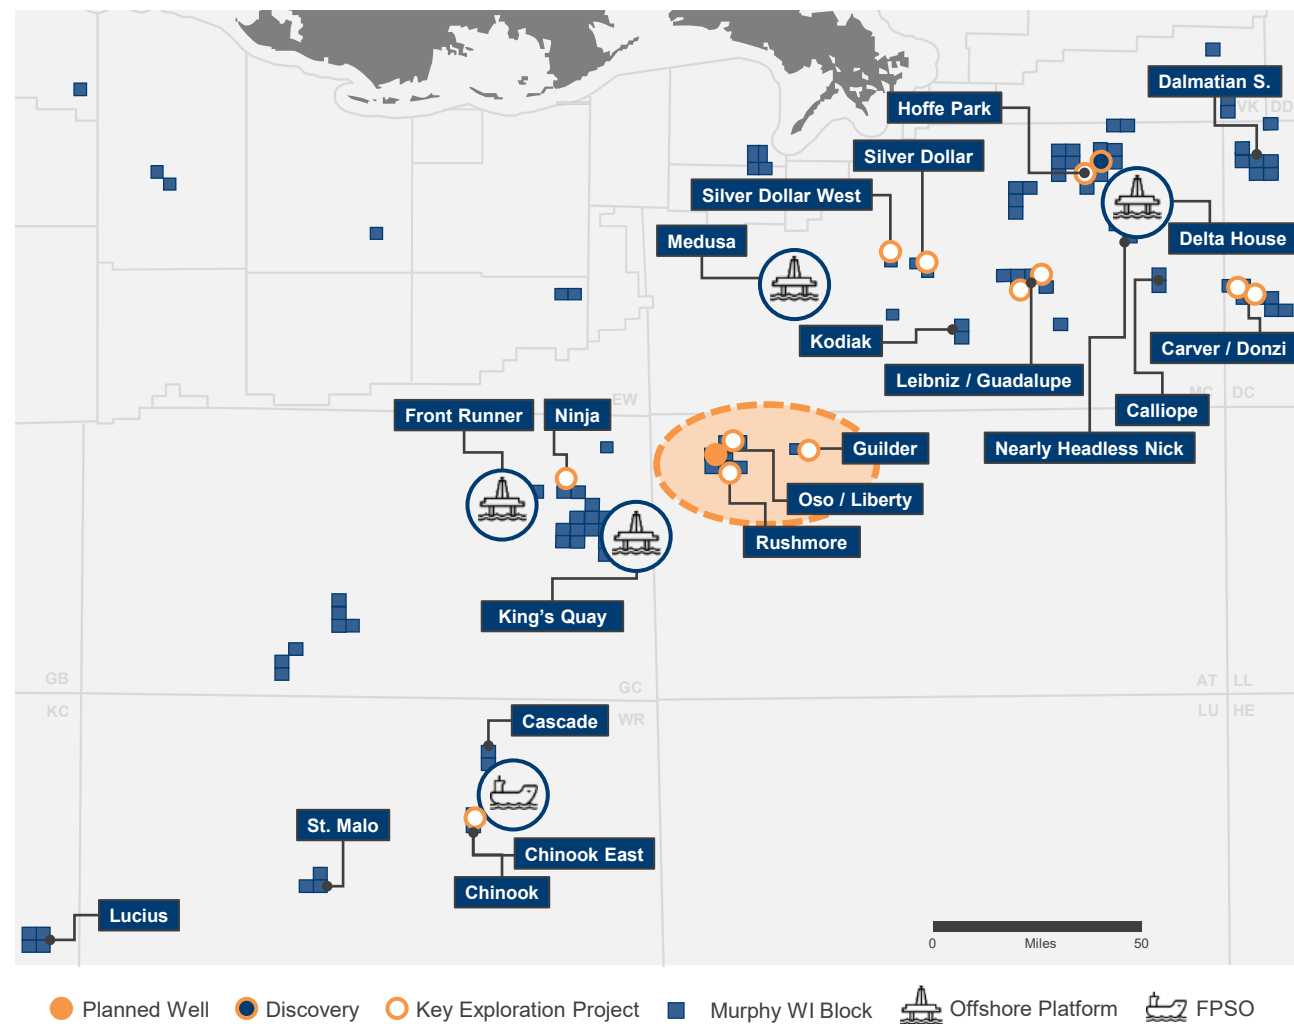 Dalmatian S.
VK
DD
Hoffe Park
Silver Dollar
Silver Dollar West
Medusa
Delta House
Kodiak
Carver / Donzi
Leibniz / Guadalupe
MC
DC
Calliope
EW
Front Runner
Ninja
Nearly Headless Nick
Guilder
Oso / Liberty
Rushmore
King’s Quay
GB
GC
AT
LL
KC
WR
LU
HE
Cascade
St. Malo
Chinook East
Chinook
Lucius
0
Miles
50
Planned Well
Discovery
Key Exploration Project
Murphy WI Block
Offshore Platform
FPSO